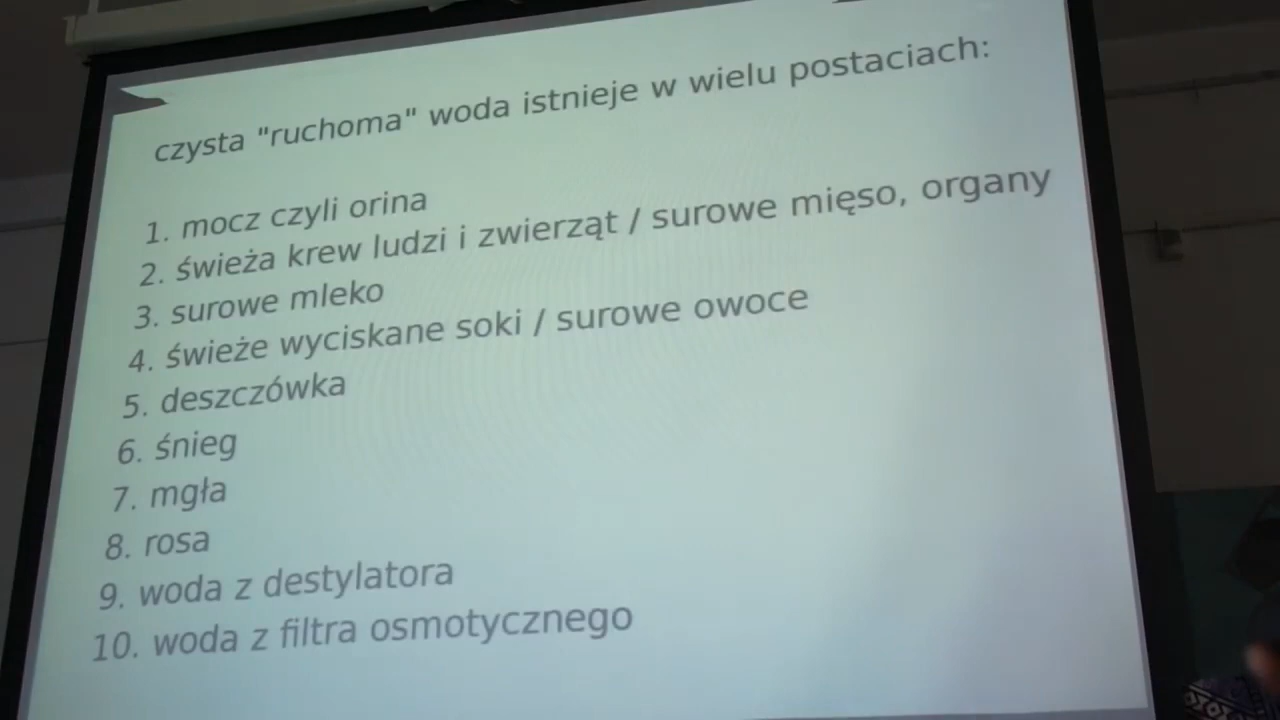 czysta "ruchoma" woda istnieje w wielu postaciach:
1. mocz czyli orina
2. świeża krew ludzi i zwierząt / surowe mięso, organy
3. surowe mleko
4. świeże wyciskane soki / surowe owoce
5. deszczówka
6. śnieg
7. mgła
8. rosa
9. woda z destylatora
10. woda z filtra osmotycznego